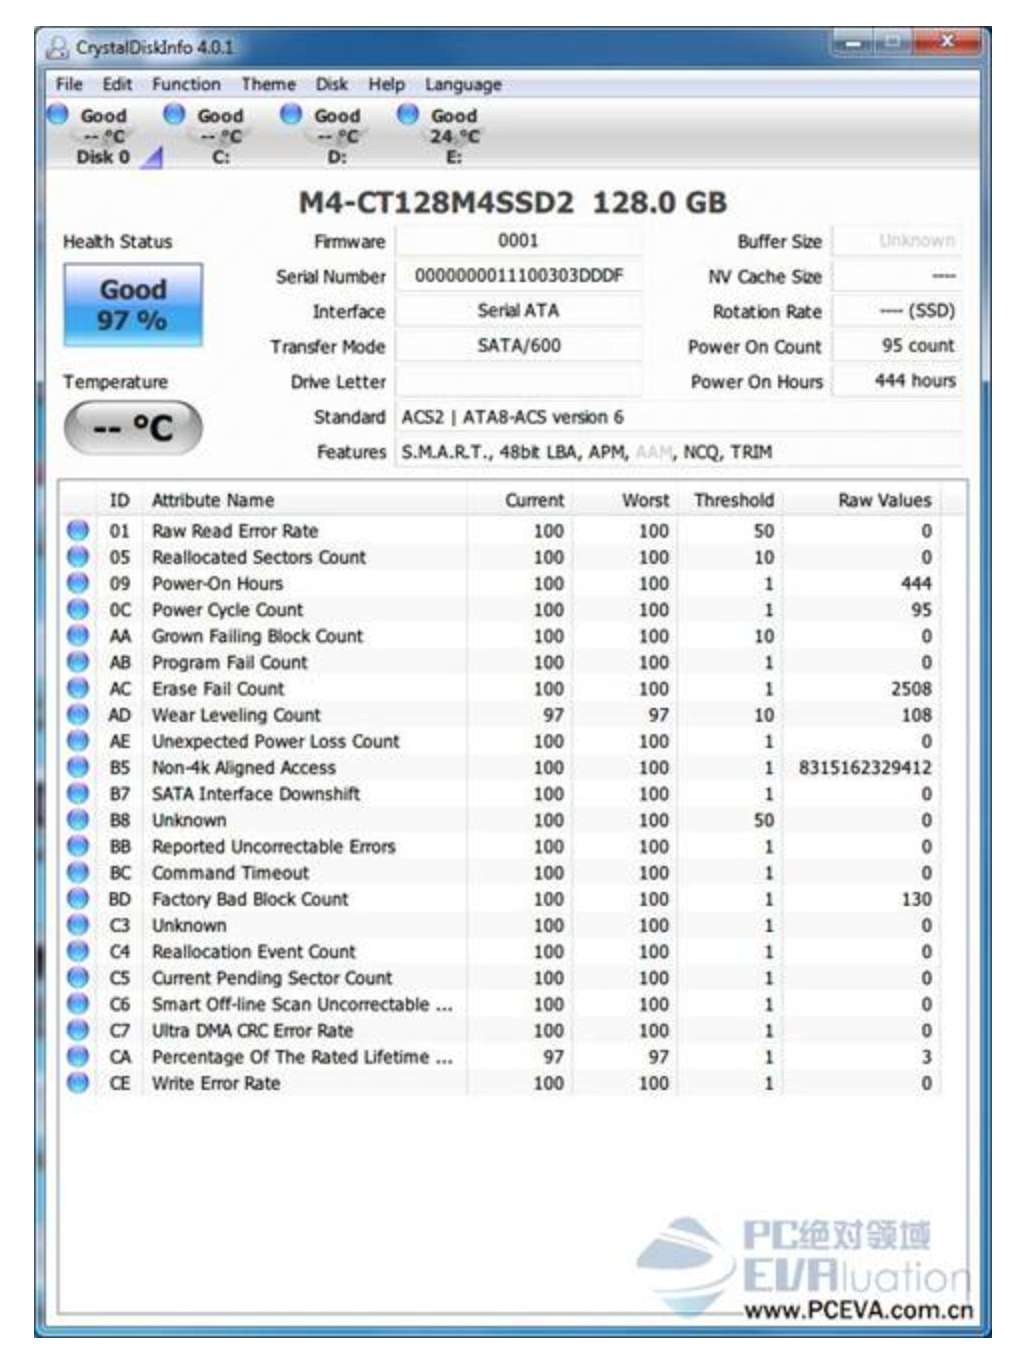 CrystalDiskInfo 4.0.1
File Edit Function Theme Disk Help Language
Good Good Good Good
-- °C -- °C -- °C 24 °C
Disk 0 C: D: E:
M4-CT128M4SSD2 128.0 GB
Health Status Firmware 0001 Buffer Size Unknown
Good
97 %
Serial Number 0000000011100303DDDF NV Cache Size ----
Interface Serial ATA Rotation Rate ---- (SSD)
Transfer Mode SATA/600 Power On Count 95 count
Temperature Drive Letter Power On Hours 444 hours
-- °C
Standard ACS2 | ATA8-ACS version 6
Features S.M.A.R.T., 48bit LBA, APM, AAM, NCQ, TRIM
ID Attribute Name Current Worst Threshold Raw Values
01 Raw Read Error Rate 100 100 50 0
05 Reallocated Sectors Count 100 100 10 0
09 Power-On Hours 100 100 1 444
0C Power Cycle Count 100 100 1 95
AA Grown Failing Block Count 100 100 10 0
AB Program Fail Count 100 100 1 0
AC Erase Fail Count 100 100 1 2508
AD Wear Leveling Count 97 97 10 108
AE Unexpected Power Loss Count 100 100 1 0
B5 Non-4k Aligned Access 100 100 1 8315162329412
B7 SATA Interface Downshift 100 100 1 0
B8 Unknown 100 100 50 0
BB Reported Uncorrectable Errors 100 100 1 0
BC Command Timeout 100 100 1 0
BD Factory Bad Block Count 100 100 1 130
C3 Unknown 100 100 1 0
C4 Reallocation Event Count 100 100 1 0
C5 Current Pending Sector Count 100 100 1 0
C6 Smart Off-line Scan Uncorrectable ... 100 100 1 0
C7 Ultra DMA CRC Error Rate 100 100 1 0
CA Percentage Of The Rated Lifetime ... 97 97 1 3
CE Write Error Rate 100 100 1 0
PC绝对领域
EVAluation
www.PCEVA.com.cn